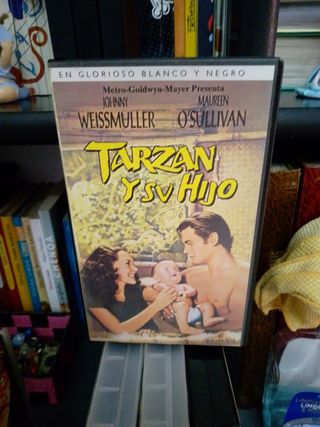 EN GLORIOSO BLANCO Y NEGRO
Metro-Goldwyn-Mayer Presenta
JOHNNY MAUREEN
WEISSMULLER O'SULLIVAN
TARZAN
Y SU HIJO